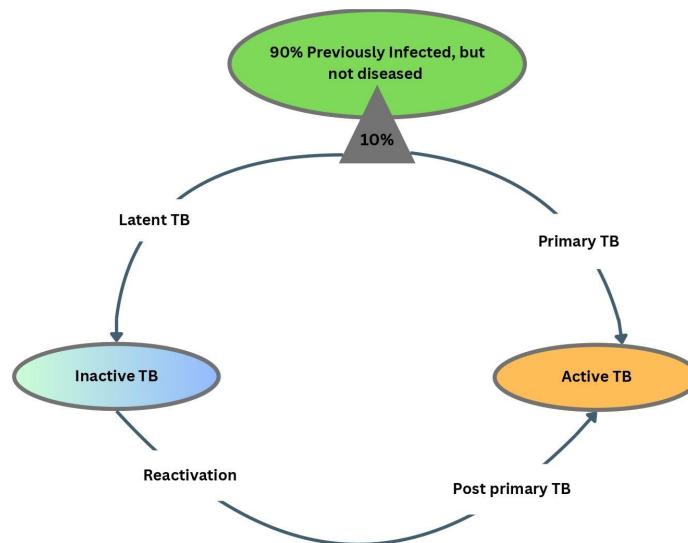 90% Previously Infected, but
not diseased
10%
Latent TB
Primary TB
Inactive TB
Active TB
Reactivation
Post primary TB